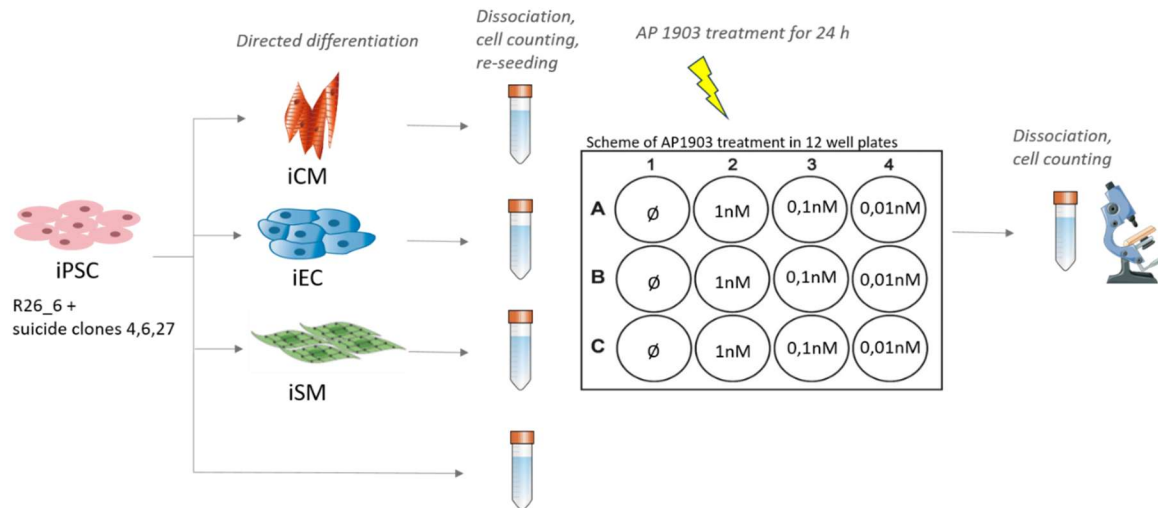 Directed differentiation
Dissociation,
cell counting,
re-seeding
AP 1903 treatment for 24 h
iCM
iPSC
R26_6 +
suicide clones 4,6,27
iEC
iSM
Scheme of AP1903 treatment in 12 well plates
1 2 3 4
A ø 1nM 0,1nM 0,01nM
B ø 1nM 0,1nM 0,01nM
C ø 1nM 0,1nM 0,01nM
Dissociation,
cell counting